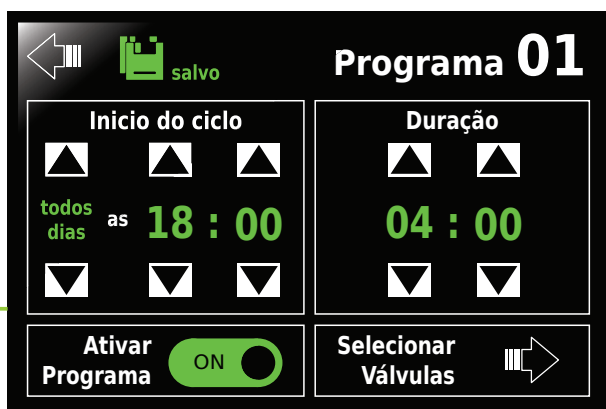 salvo
Programa 01
Inicio do ciclo
todos
dias
as
18 : 00
Duração
04 : 00
Ativar
Programa
ON
Selecionar
Válvulas